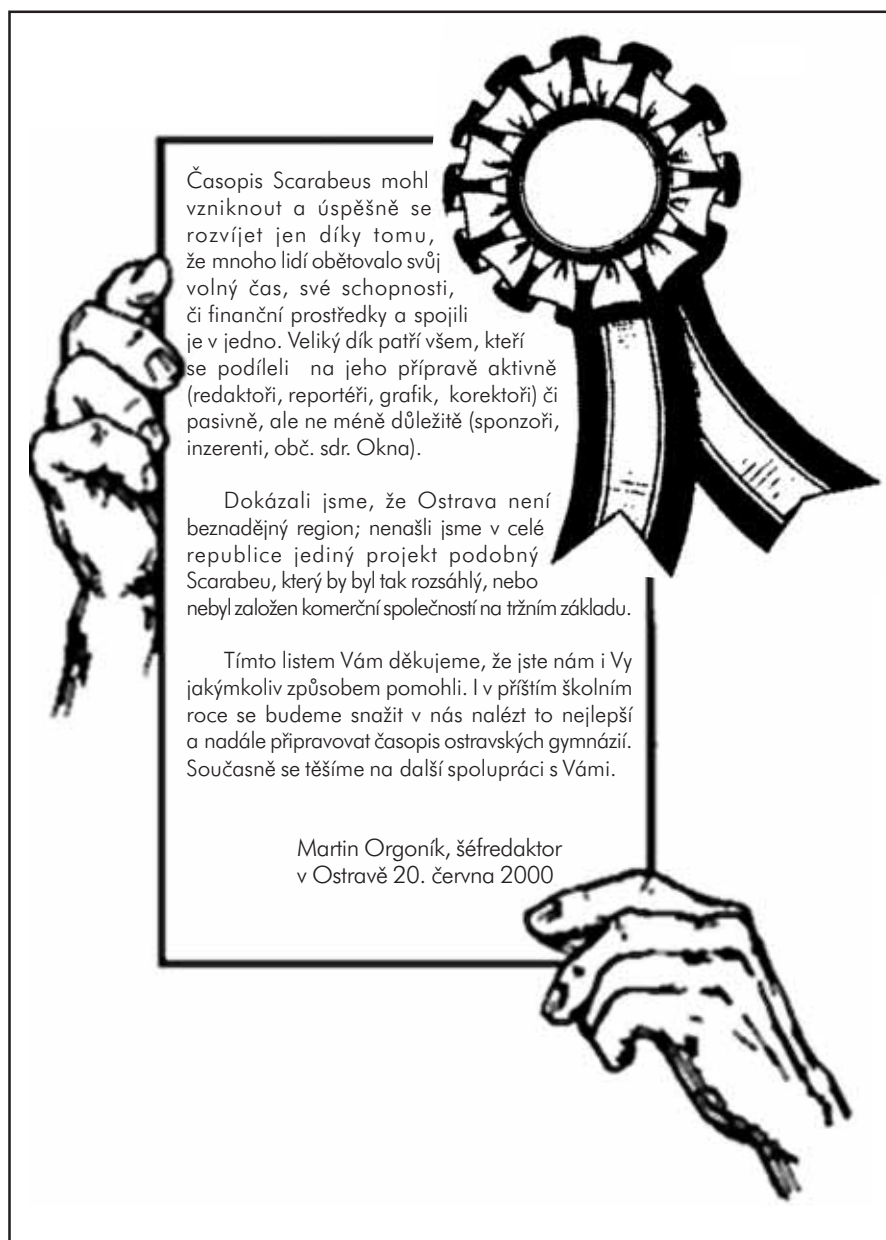 Časopis Scarabeus mohl
vzniknout a úspěšně se
rozvíjet jen díky tomu,
že mnoho lidí obětovalo svůj
volný čas, své schopnosti,
či finanční prostředky a spojili
je v jedno. Veliký dík patří všem, kteří
se podíleli na jeho přípravě aktivně
(redaktoři, reportéři, grafik, korektoři) či
pasivně, ale ne méně důležitě (sponzoři,
inzerenti, obč. sdr. Okna).
Dokázali jsme, že Ostrava není
beznadějný region; nenašli jsme v celé
republice jediný projekt podobný
Scarabeu, který by byl tak rozsáhlý, nebo
nebyl založen komerční společností na tržním základu.
Tímto listem Vám děkujeme, že jste nám i Vy
jakýmkoliv způsobem pomohli. I v příštím školním
roce se budeme snažit v nás nalézt to nejlepší
a nadále připravovat časopis ostravských gymnázií.
Současně se těšíme na další spolupráci s Vámi.
Martin Orgoník, šéfredaktor
v Ostravě 20. června 2000